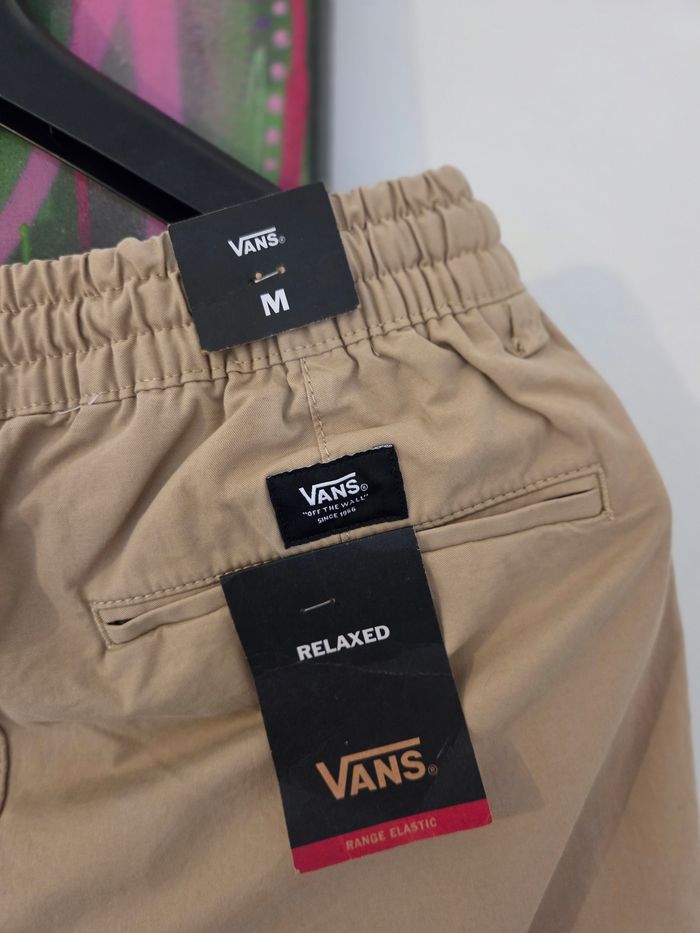 VANS®
M
VANS®
"OFF THE WALL"
SINCE 1966
RELAXED
VANS®
RANGE ELASTIC